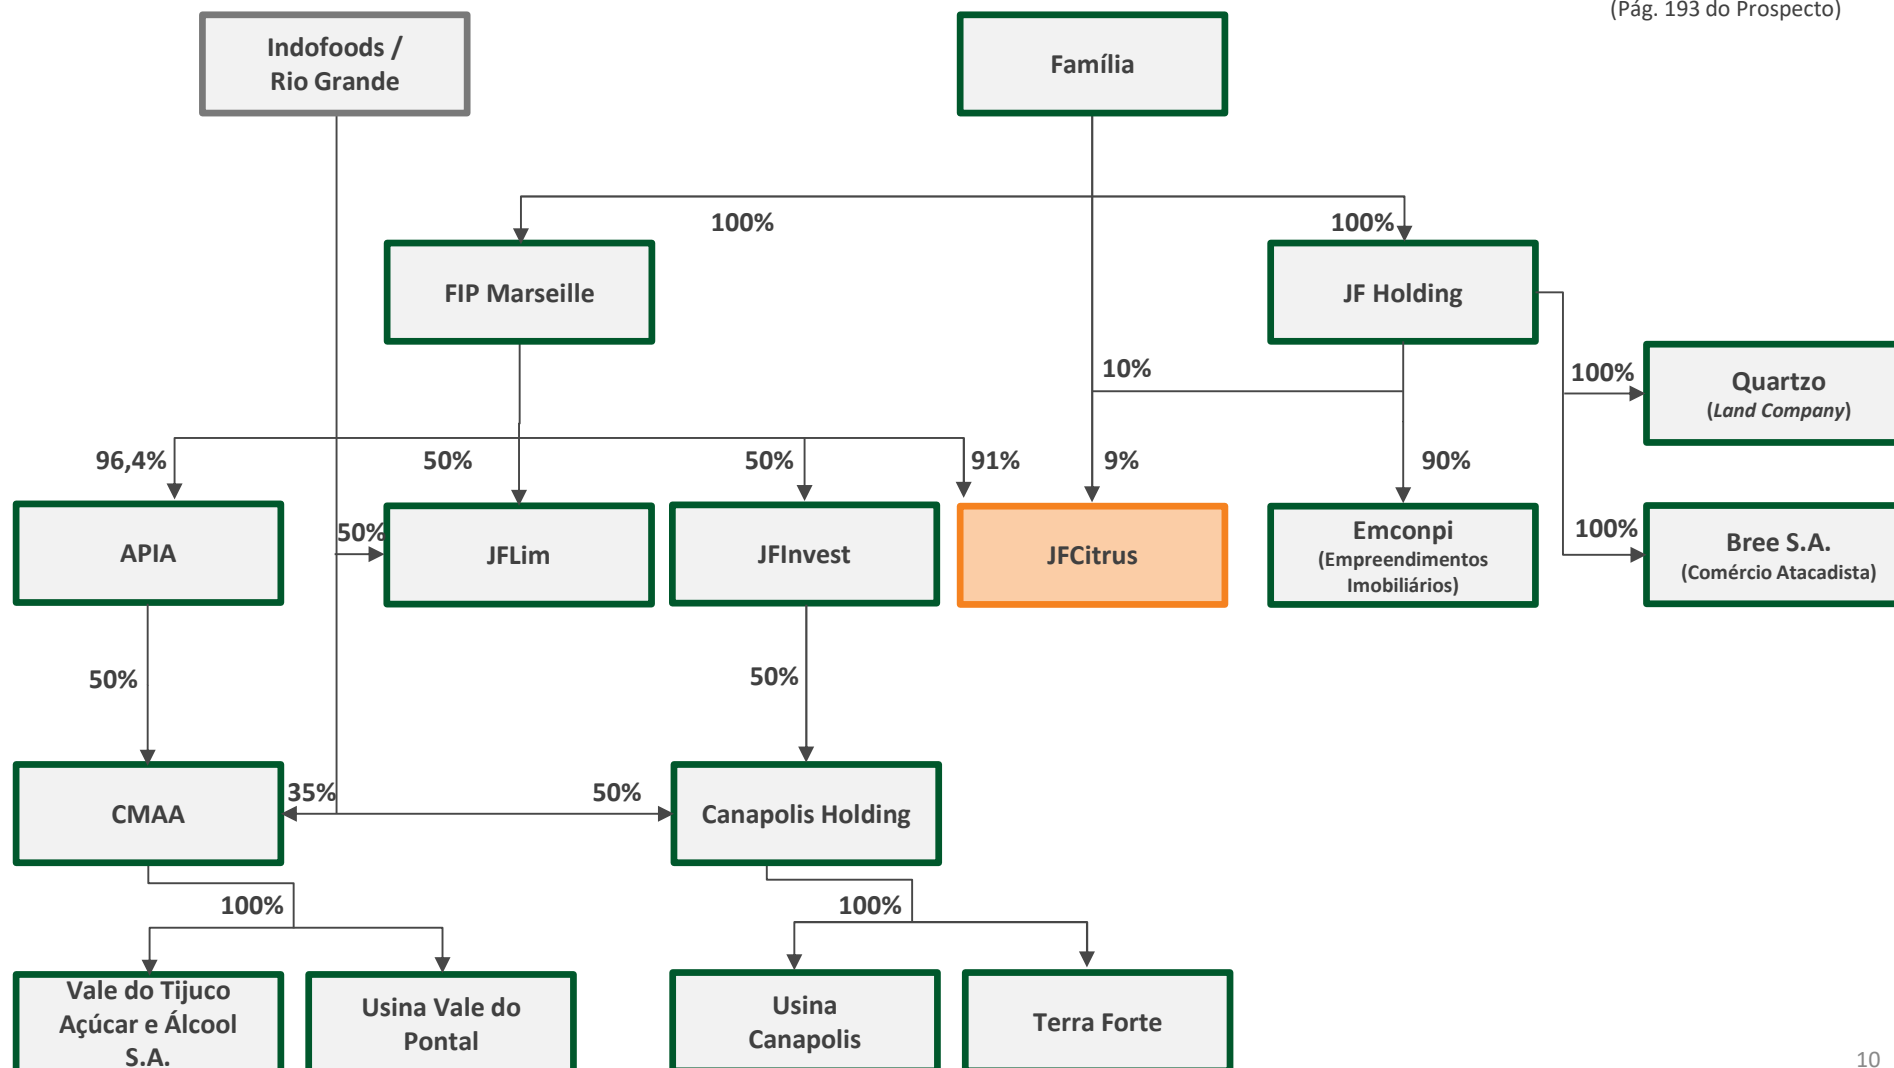 (Pág. 193 do Prospecto)
Indofoods /
Rio Grande
Família
100%
100%
FIP Marseille
JF Holding
10%
100%
Quartzo
(Land Company)
96,4%
50%
50%
91%
9%
90%
APIA
50%
JFLim
JFInvest
JFCitrus
Emconpi
(Empreendimentos
Imobiliários)
100%
Bree S.A.
(Comércio Atacadista)
50%
50%
CMAA
35%
50%
Canapolis Holding
100%
100%
Vale do Tijuco
Açúcar e Álcool
S.A.
Usina Vale do
Pontal
Usina
Canapolis
Terra Forte
10